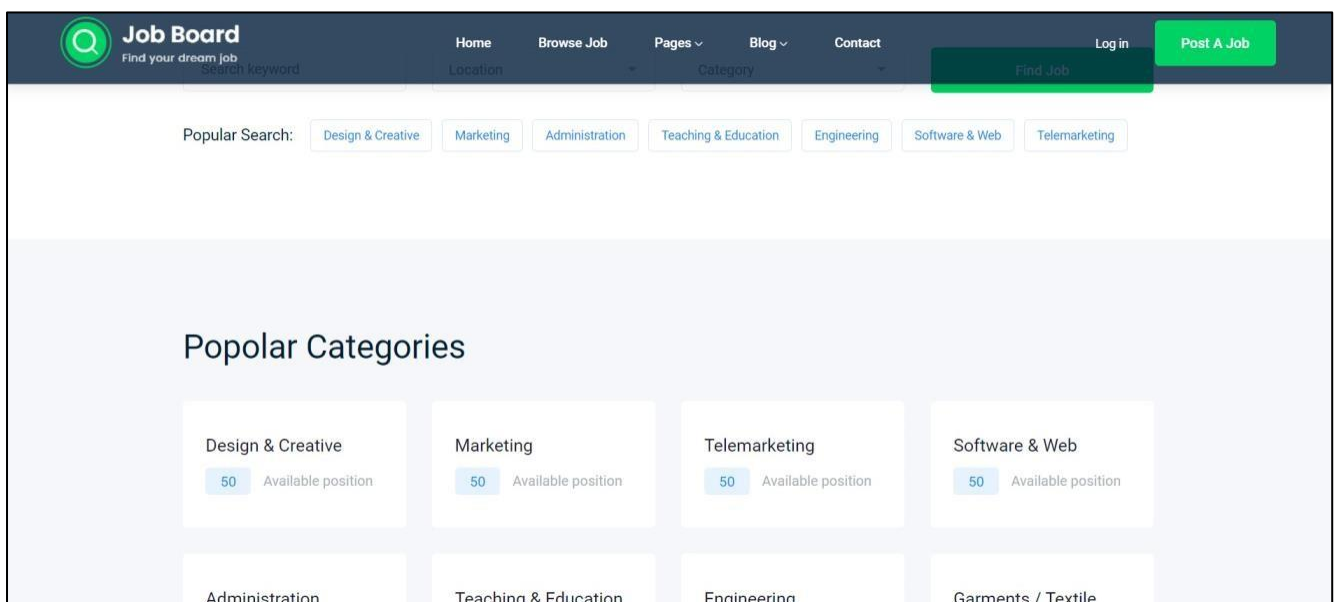 Job Board
Find your dream job
Home Browse Job Pages Blog Contact
Log in Post A Job
Search keyword Location Category Find Job
Popular Search: Design & Creative Marketing Administration Teaching & Education Engineering Software & Web Telemarketing
Popolar Categories
Design & Creative Marketing Telemarketing Software & Web
50 Available position 50 Available position 50 Available position 50 Available position
Administration Teaching & Education Engineering Garments / Textile